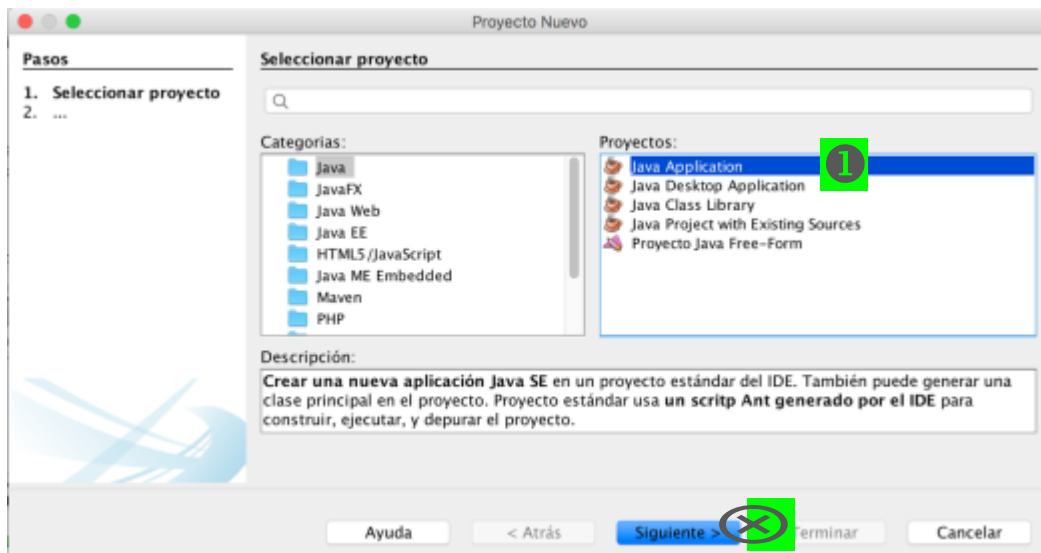 Proyecto Nuevo
Pasos
1. Seleccionar proyecto
2. ...
Seleccionar proyecto
Categorias:
Java
JavaFX
Java Web
Java EE
HTML5/JavaScript
Java ME Embedded
Maven
PHP
Proyectos:
Java Application
1
Java Desktop Application
Java Class Library
Java Project with Existing Sources
Proyecto Java Free-Form
Descripción:
Crear una nueva aplicación Java SE en un proyecto estándar del IDE. También puede generar una
clase principal en el proyecto. Proyecto estándar usa un scritp Ant generado por el IDE para
construir, ejecutar, y depurar el proyecto.
Ayuda < Atrás Siguiente > Terminar Cancelar